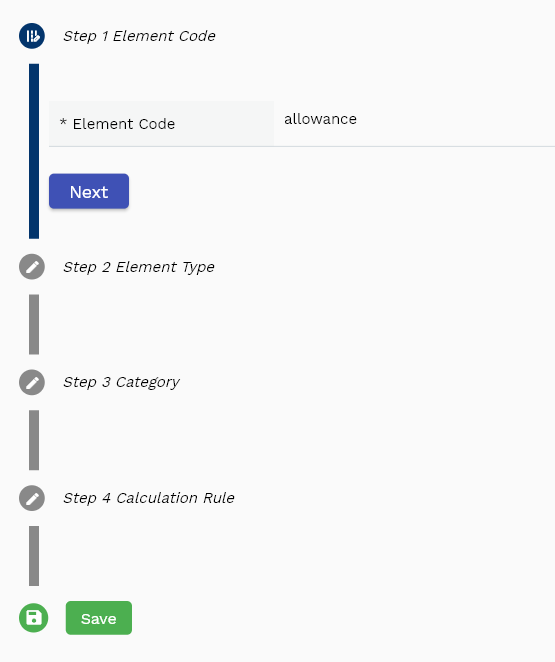 Step 1 Element Code
* Element Code
allowance
Next
Step 2 Element Type
Step 3 Category
Step 4 Calculation Rule
Save